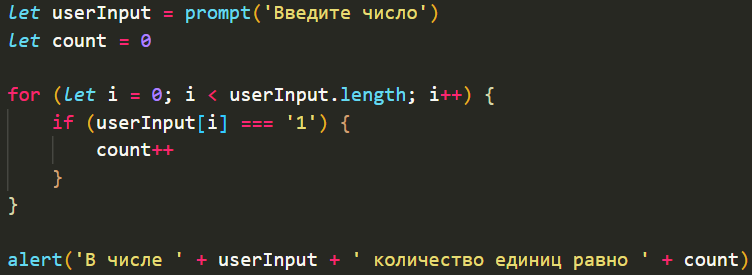 let userInput = prompt('Введите число')
let count = 0
for (let i = 0; i < userInput.length; i++) {
if (userInput[i] === '1') {
count++
}
}
alert('В числе ' + userInput + ' количество единиц равно ' + count)